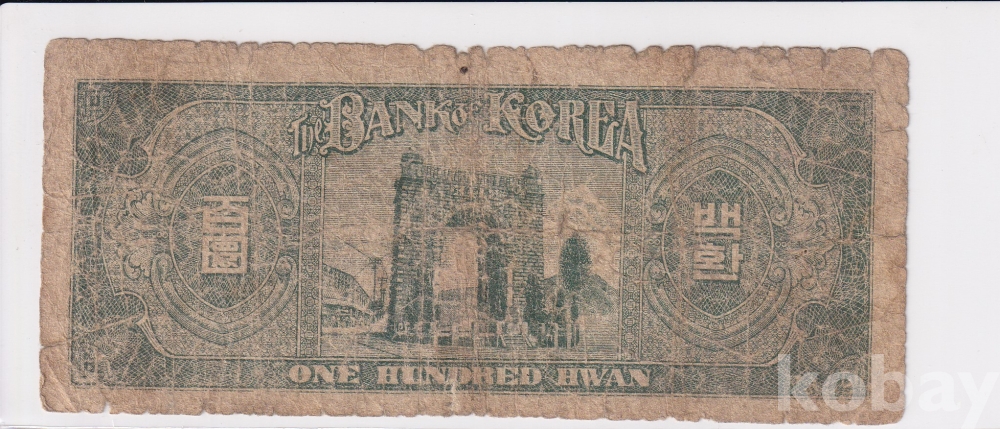 The BANK OF KOREA
百
圜
백
환
ONE HUNDRED HWAN
kobay